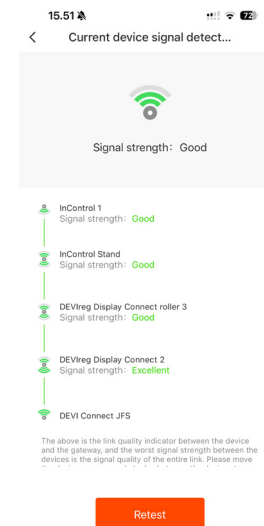 15.51
72
Current device signal detect...
Signal strength: Good
InControl 1
Signal strength: Good
InControl Stand
Signal strength: Good
DEVIreg Display Connect roller 3
Signal strength: Good
DEVIreg Display Connect 2
Signal strength: Excellent
DEVI Connect JFS
The above is the link quality indicator between the device
and the gateway, and the worst signal strength between the
devices is the signal quality of the entire link. Please move
Retest